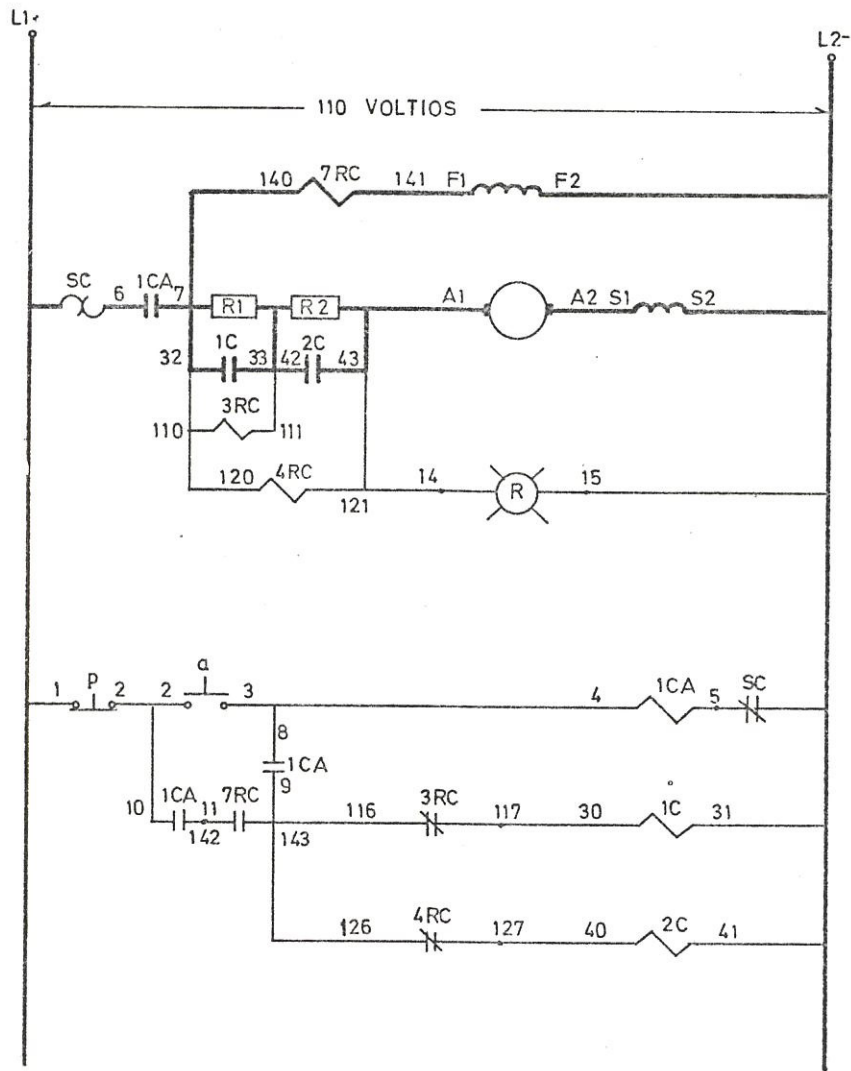 L1+
L2-
110 VOLTIOS
140 7RC 141 F1 F2
SC 6 1CA 7 R1 R2 A1 A2 S1 S2
32 1C 33 42 2C 43
110 3RC 111
120 4RC 121 14 R 15
1 P 2 2 a 3 4 1CA 5 SC
8
1CA
9
10 1CA 11 7RC 116 3RC 117 30 1C 31
142 143
126 4RC 127 40 2C 41